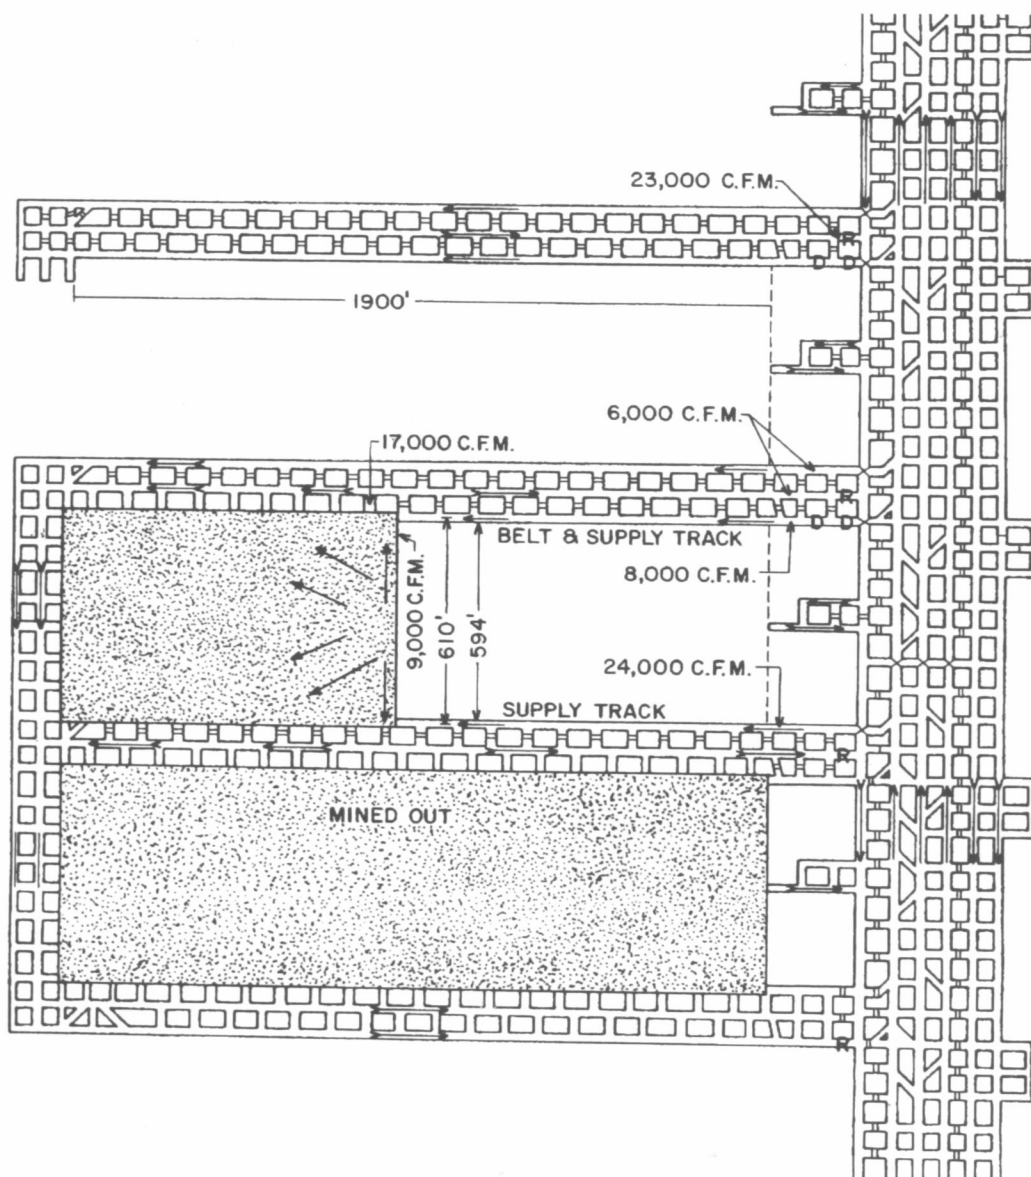 23,000 C.F.M.
R
D D
1900'
6,000 C.F.M.
17,000 C.F.M.
R
D D
BELT & SUPPLY TRACK
8,000 C.F.M.
9,000 C.F.M.
610'
594'
24,000 C.F.M.
SUPPLY TRACK
R
MINED OUT
R